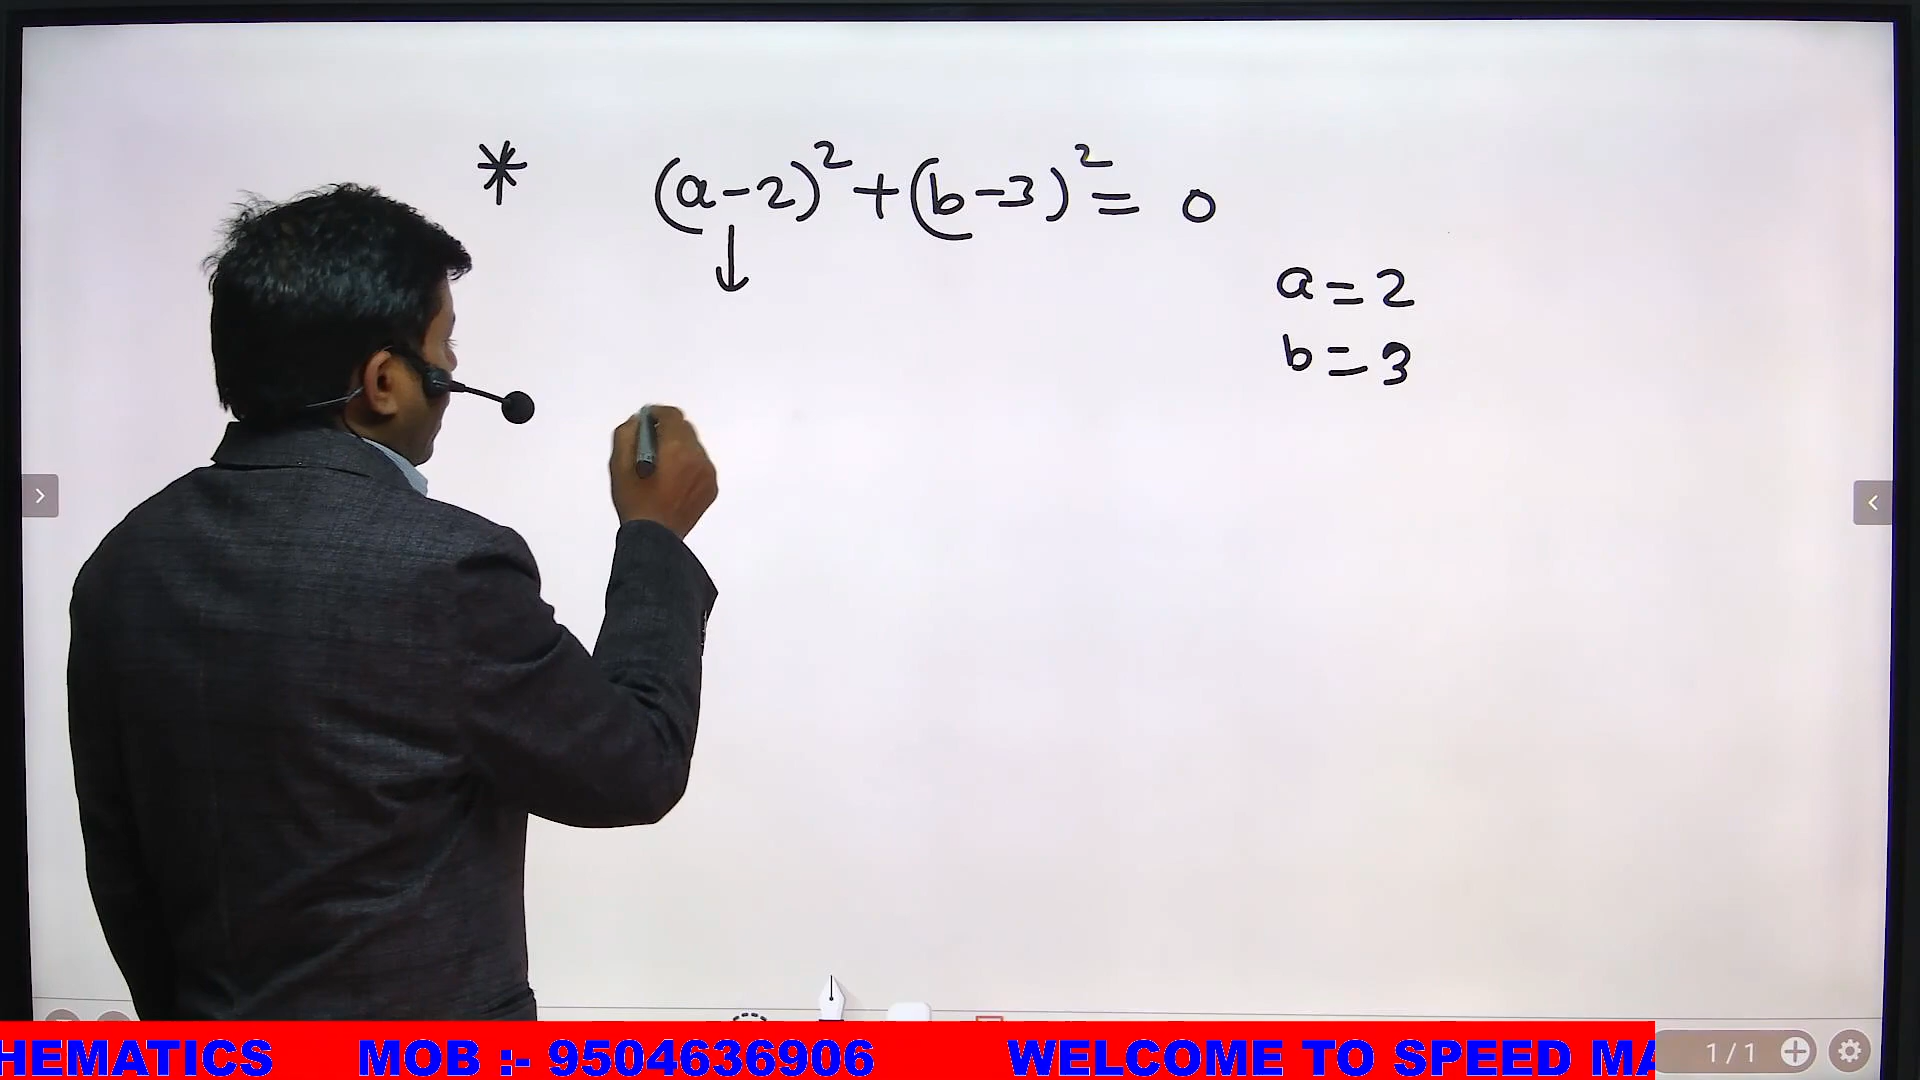 * (a-2)² + (b-3)² = 0
a = 2
b = 3
HEMATICS MOB :- 9504636906 WELCOME TO SPEED MA
1/1